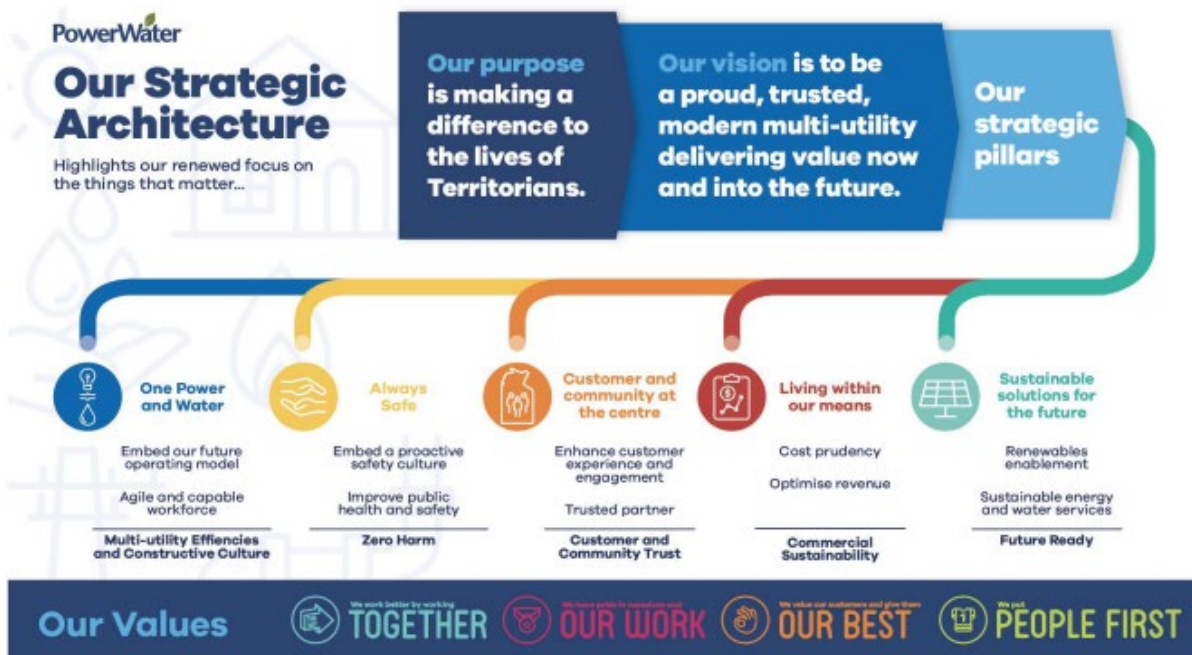 PowerWater
Our Strategic
Architecture
Highlights our renewed focus on
the things that matter...
Our purpose
is making a
difference to
the lives of
Territorians.
Our vision is to be
a proud, trusted,
modern multi-utility
delivering value now
and into the future.
Our
strategic
pillars
One Power
and Water
Embed our future
operating model
Agile and capable
workforce
Multi-utility Effiencies
and Constructive Culture
Always
Safe
Embed a proactive
safety culture
Improve public
health and safety
Zero Harm
Customer and
community at
the centre
Enhance customer
experience and
engagement
Trusted partner
Customer and
Community Trust
Living within
our means
Cost prudency
Optimise revenue
Commercial
Sustainability
Sustainable
solutions for
the future
Renewables
enablement
Sustainable energy
and water services
Future Ready
Our Values
We work better by working
TOGETHER
We have pride in ourselves and
OUR WORK
We value our customers and give them
OUR BEST
We put
PEOPLE FIRST